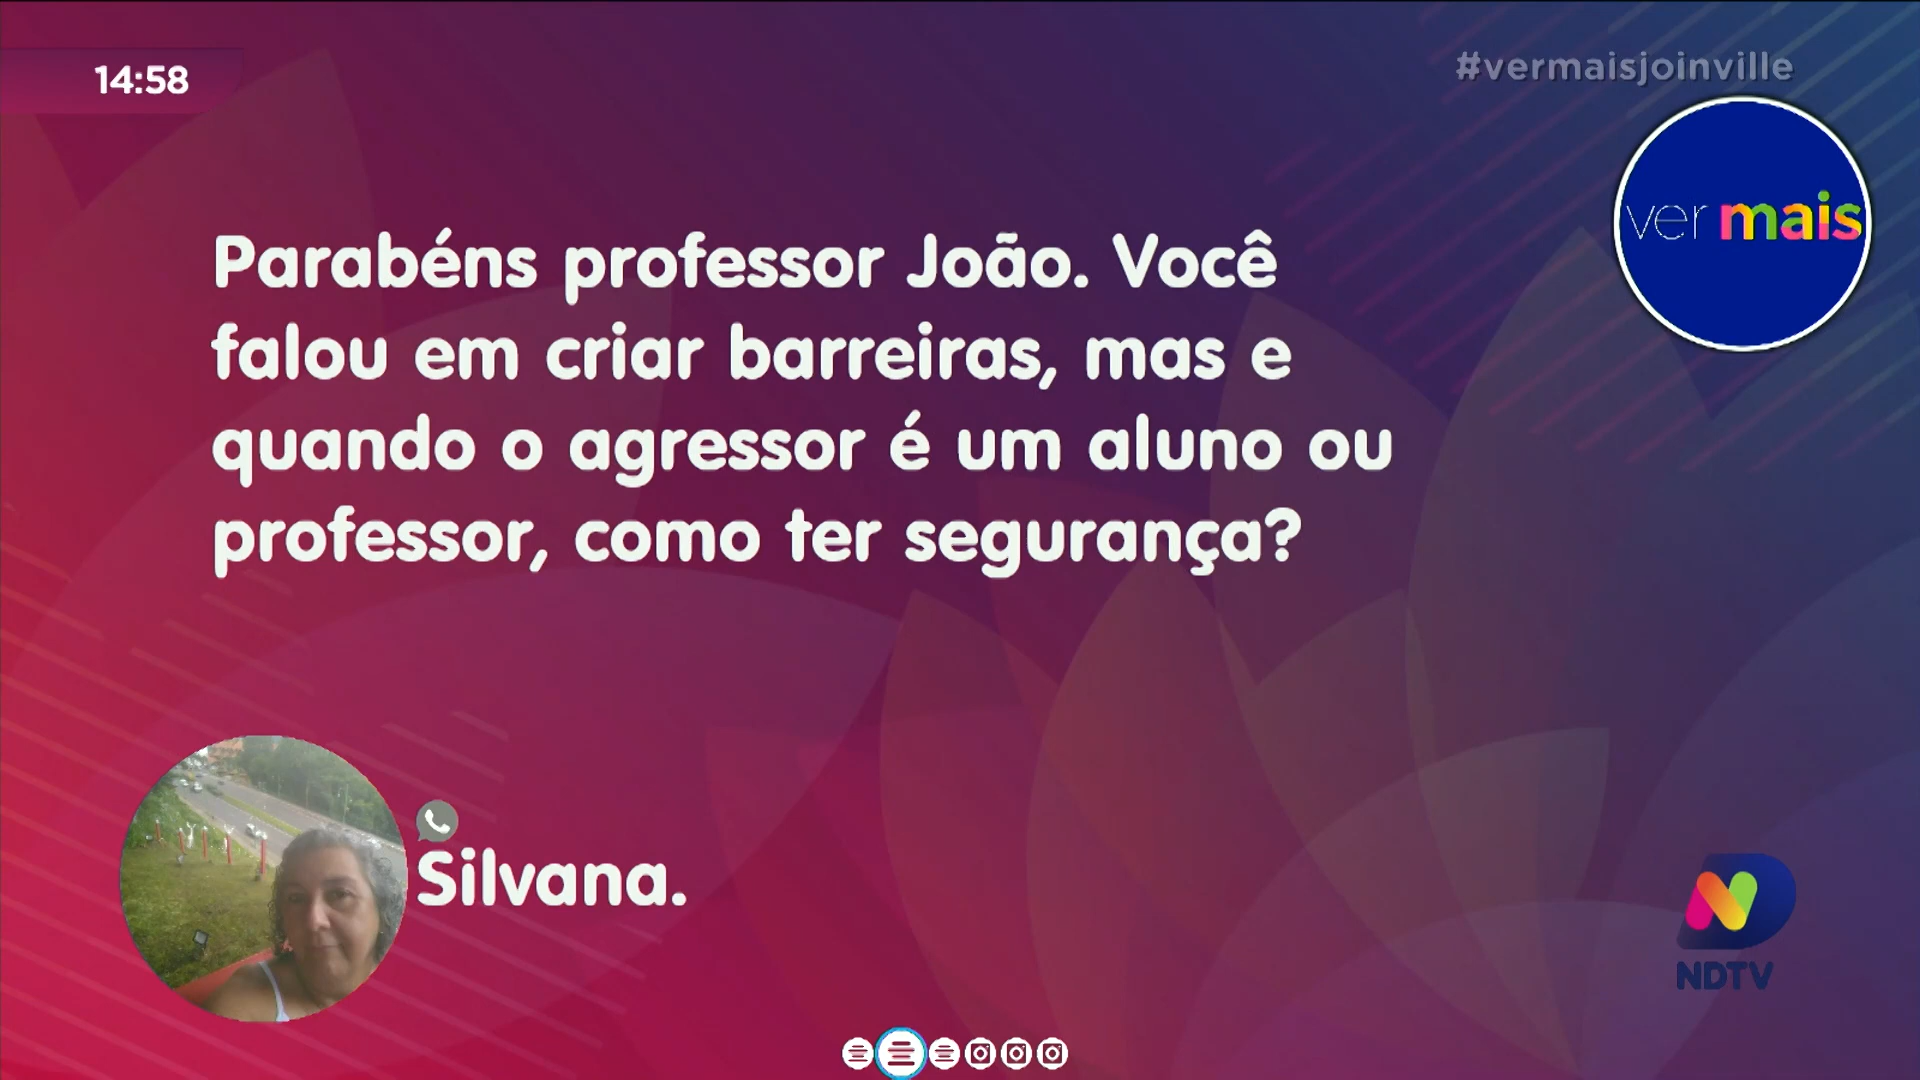 14:58
#vermaisjoinville
ver mais
Parabéns professor João. Você
falou em criar barreiras, mas e
quando o agressor é um aluno ou
professor, como ter segurança?
Silvana.
NDTV